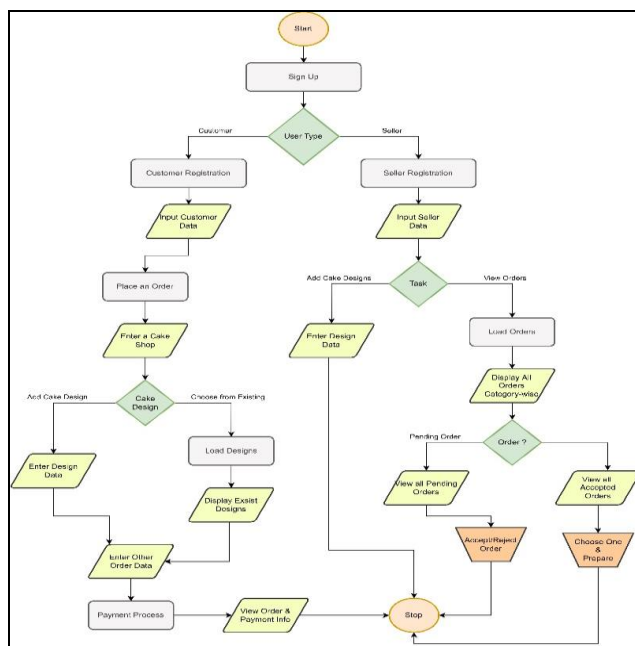 Start
Sign Up
Customer
User Type
Seller
Customer Registration
Seller Registration
Input Customer
Data
Input Seller
Data
Place an Order
Add Cake Designs
Task
View Orders
Enter a Cake
Shop
Enter Design
Data
Load Orders
Display All
Orders
Category-wise
Add Cake Design
Cake
Design
Choose from Existing
Load Designs
Pending Order
Order ?
Enter Design
Data
Display Exsist
Designs
View all Pending
Orders
View all
Accepted
Orders
Enter Other
Order Data
Accept/Reject
Order
Choose One
&
Prepare
Payment Process
View Order &
Payment Info
Stop